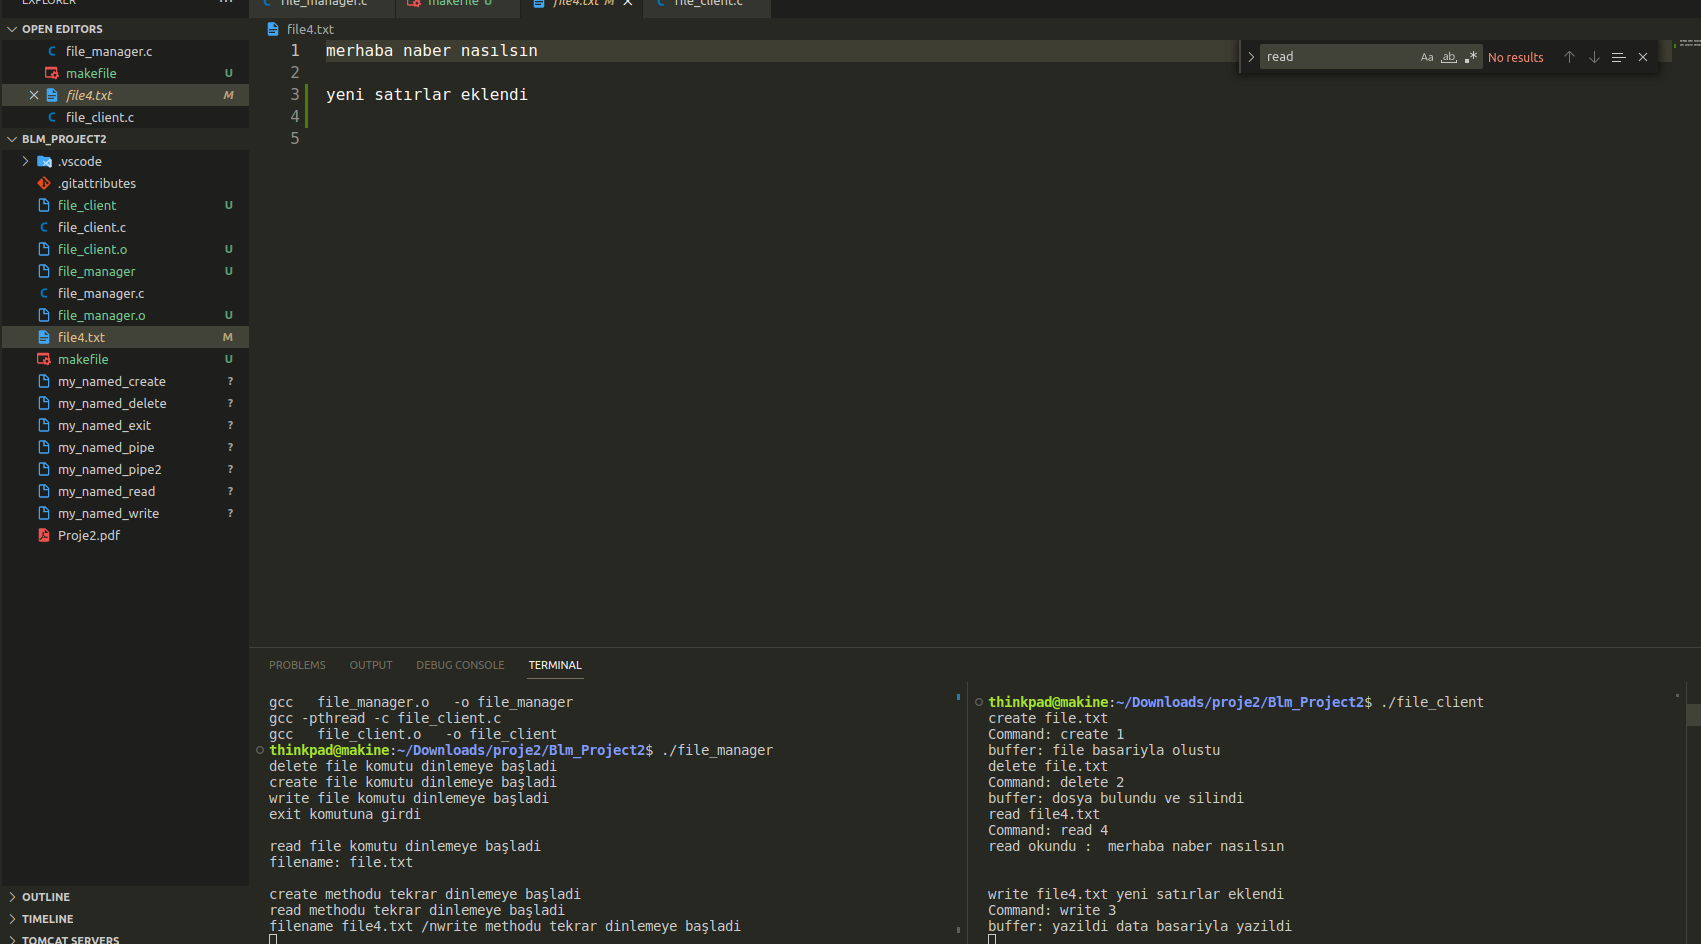 EXPLORER ...
OPEN EDITORS
file_manager.c
makefile U
file4.txt M
file_client.c
BLM_PROJECT2
.vscode
.gitattributes
file_client U
file_client.c
file_client.o U
file_manager U
file_manager.c
file_manager.o U
file4.txt M
makefile U
my_named_create ?
my_named_delete ?
my_named_exit ?
my_named_pipe ?
my_named_pipe2 ?
my_named_read ?
my_named_write ?
Proje2.pdf
OUTLINE
TIMELINE
TOMCAT SERVERS
file_manager.c makefile U file4.txt M file_client.c
file4.txt
1 merhaba naber nasılsın
2
3 yeni satırlar eklendi
4
5
read Aa ab .* No results
PROBLEMS OUTPUT DEBUG CONSOLE TERMINAL
gcc   file_manager.o   -o file_manager
gcc -pthread -c file_client.c
gcc   file_client.o   -o file_client
thinkpad@makine:~/Downloads/proje2/Blm_Project2$ ./file_manager
delete file komutu dinlemeye başladi
create file komutu dinlemeye başladi
write file komutu dinlemeye başladi
exit komutuna girdi
read file komutu dinlemeye başladi
filename: file.txt
create methodu tekrar dinlemeye başladi
read methodu tekrar dinlemeye başladi
filename file4.txt /nwrite methodu tekrar dinlemeye başladi
thinkpad@makine:~/Downloads/proje2/Blm_Project2$ ./file_client
create file.txt
Command: create 1
buffer: file basariyla olustu
delete file.txt
Command: delete 2
buffer: dosya bulundu ve silindi
read file4.txt
Command: read 4
read okundu :  merhaba naber nasılsın
write file4.txt yeni satırlar eklendi
Command: write 3
buffer: yazildi data basariyla yazildi